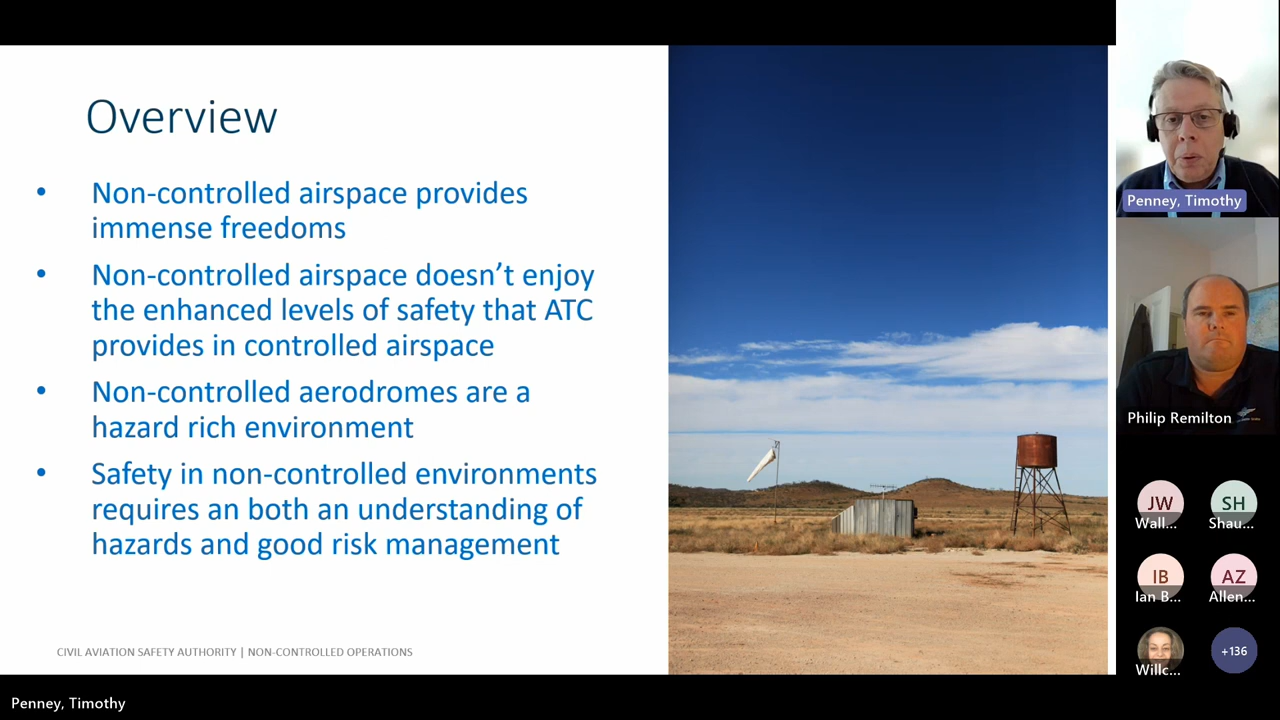 Overview
• Non-controlled airspace provides
immense freedoms
• Non-controlled airspace doesn’t enjoy
the enhanced levels of safety that ATC
provides in controlled airspace
• Non-controlled aerodromes are a
hazard rich environment
• Safety in non-controlled environments
requires an both an understanding of
hazards and good risk management
CIVIL AVIATION SAFETY AUTHORITY | NON-CONTROLLED OPERATIONS
Penney, Timothy
Philip Remilton
JW SH
Wall... Shau...
IB AZ
Ian B... Allen...
+136
Willc...
Penney, Timothy